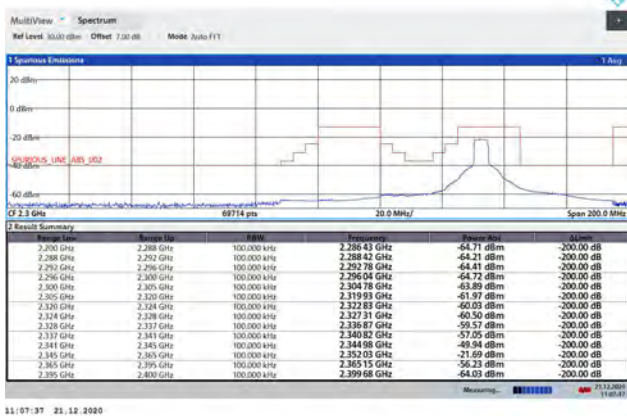 MultiView Spectrum
Ref Level 30.00 dBm Offset 7.00 dB Mode Auto FFT
1 Spurious Emissions 1 Avg
20 dBm
0 dBm
-20 dBm
SPURIOUS_LINE_ABS_U02
-40 dBm
-60 dBm
CF 2.3 GHz 69714 pts 20.0 MHz/ Span 200.0 MHz
2 Result Summary
Range Low Range Up RBW Frequency Power Abs ΔLimit
2.200 GHz 2.288 GHz 100.000 kHz 2.286 43 GHz -64.71 dBm -200.00 dB
2.288 GHz 2.292 GHz 100.000 kHz 2.288 42 GHz -64.21 dBm -200.00 dB
2.292 GHz 2.296 GHz 100.000 kHz 2.292 78 GHz -64.41 dBm -200.00 dB
2.296 GHz 2.300 GHz 100.000 kHz 2.296 04 GHz -64.72 dBm -200.00 dB
2.300 GHz 2.305 GHz 100.000 kHz 2.304 78 GHz -63.89 dBm -200.00 dB
2.305 GHz 2.320 GHz 100.000 kHz 2.319 93 GHz -61.97 dBm -200.00 dB
2.320 GHz 2.324 GHz 100.000 kHz 2.322 83 GHz -60.03 dBm -200.00 dB
2.324 GHz 2.328 GHz 100.000 kHz 2.327 31 GHz -60.50 dBm -200.00 dB
2.328 GHz 2.337 GHz 100.000 kHz 2.336 87 GHz -59.57 dBm -200.00 dB
2.337 GHz 2.341 GHz 100.000 kHz 2.340 82 GHz -57.05 dBm -200.00 dB
2.341 GHz 2.345 GHz 100.000 kHz 2.344 98 GHz -49.94 dBm -200.00 dB
2.345 GHz 2.365 GHz 100.000 kHz 2.352 03 GHz -21.69 dBm -200.00 dB
2.365 GHz 2.395 GHz 100.000 kHz 2.365 15 GHz -56.23 dBm -200.00 dB
2.395 GHz 2.400 GHz 100.000 kHz 2.399 68 GHz -64.03 dBm -200.00 dB
Measuring... 21.12.2020
11:07:37
11:07:37 21.12.2020